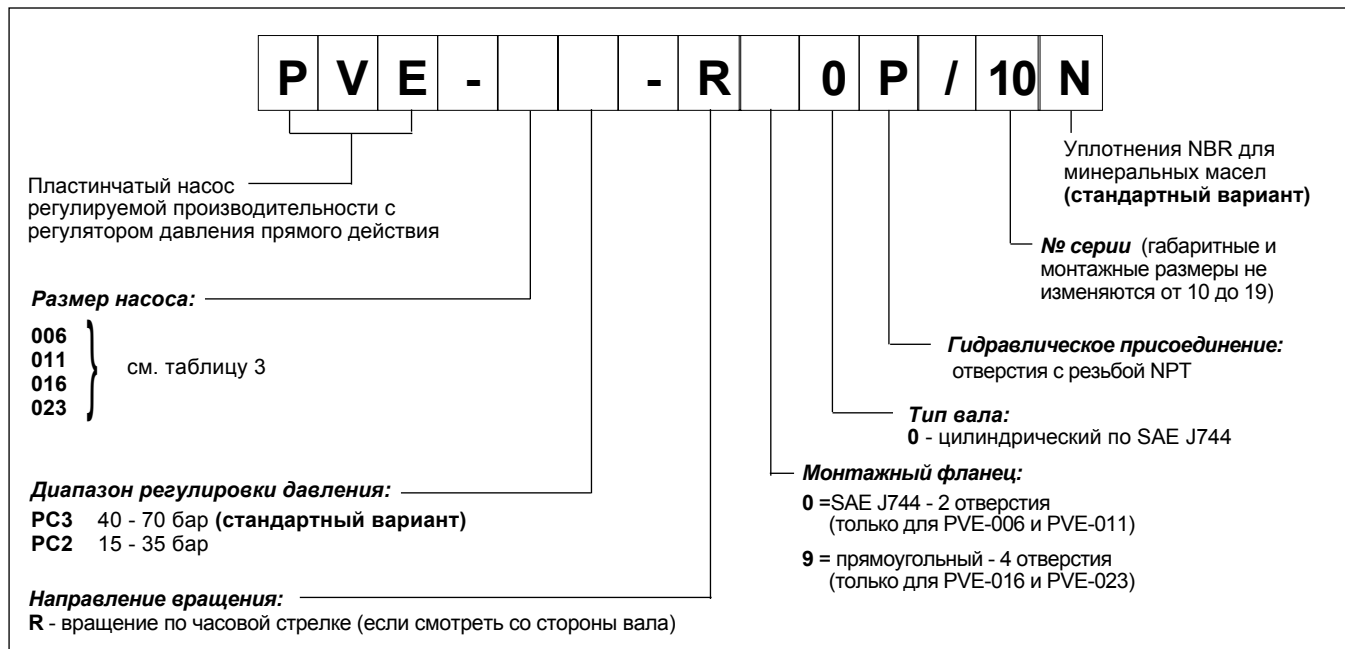 PVE- -R 0P/10N
Пластинчатый насос
регулируемой производительности с
регулятором давления прямого действия
Размер насоса:
006
011
016
023
см. таблицу 3
Диапазон регулировки давления:
PC3 40 - 70 бар (стандартный вариант)
PC2 15 - 35 бар
Направление вращения:
R - вращение по часовой стрелке (если смотреть со стороны вала)
Уплотнения NBR для
минеральных масел
(стандартный вариант)
№ серии (габаритные и
монтажные размеры не
изменяются от 10 до 19)
Гидравлическое присоединение:
отверстия с резьбой NPT
Тип вала:
0 - цилиндрический по SAE J744
Монтажный фланец:
0 =SAE J744 - 2 отверстия
(только для PVE-006 и PVE-011)
9 = прямоугольный - 4 отверстия
(только для PVE-016 и PVE-023)